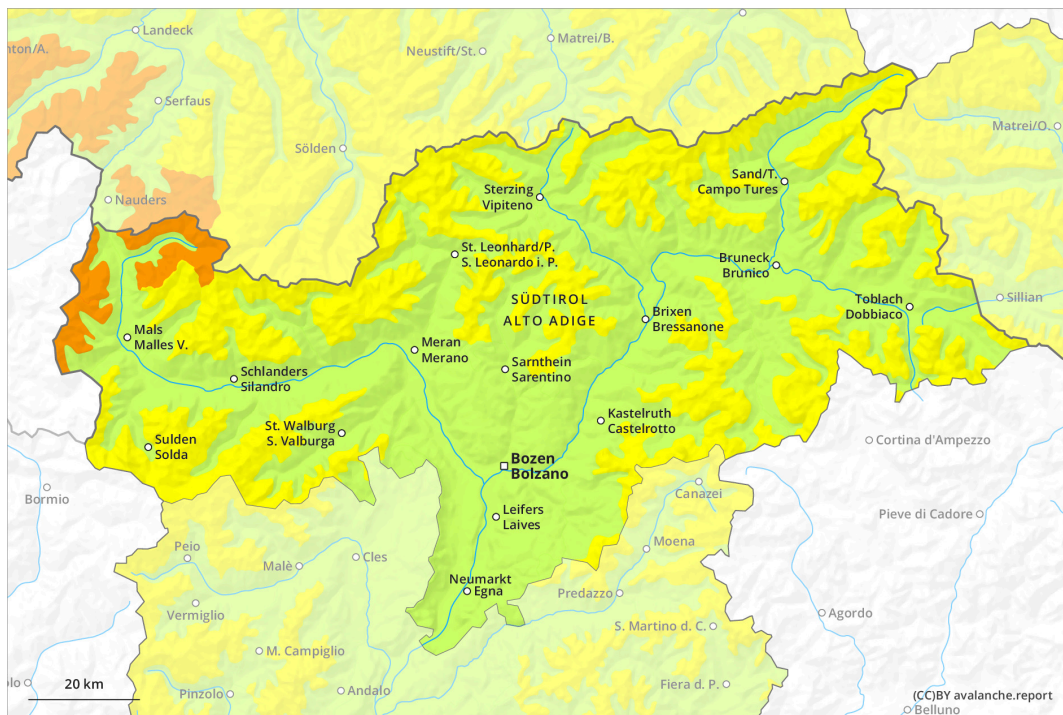 Landeck
Matrei/B.
Neustift/St.
nton/A.
Serfaus
Matrei/O.
Sölden
Nauders
Sand/T.
Campo Tures
Sterzing
Vipiteno
St. Leonhard/P.
S. Leonardo i. P.
Bruneck
Brunico
SÜDTIROL
ALTO ADIGE
Toblach
Dobbiaco
Sillian
Brixen
Bressanone
Mals
Malles V.
Meran
Merano
Sarnthein
Sarentino
Schlanders
Silandro
Kastelruth
Castelrotto
St. Walburg
S. Valburga
Sulden
Solda
Cortina d'Ampezzo
Bozen
Bolzano
Bormio
Canazei
Leifers
Laives
Pieve di Cadore
Peio
Cles
Malè
Moena
Neumarkt
Egna
Vermiglio
Predazzo
Agordo
S. Martino d. C.
M. Campiglio
olo
20 km
Pinzolo
Andalo
Fiera d. P.
(CC)BY avalanche.report
Belluno